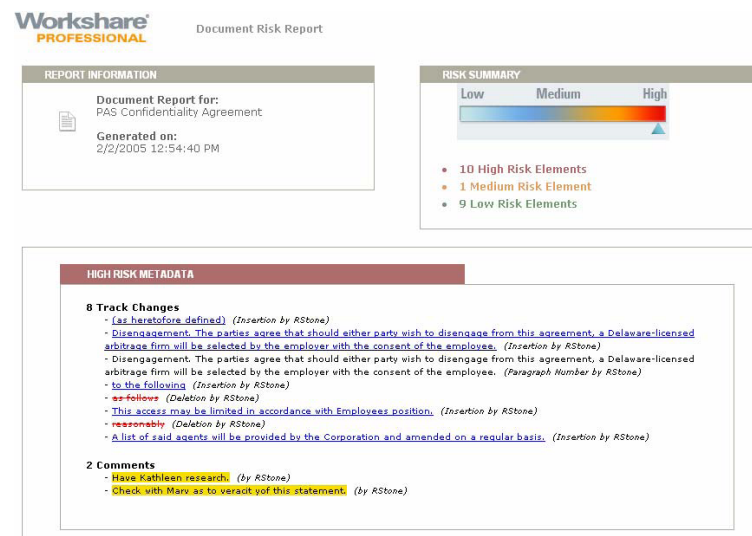 Workshare
PROFESSIONAL
Document Risk Report
REPORT INFORMATION
Document Report for:
PAS Confidentiality Agreement
Generated on:
2/2/2005 12:54:40 PM
RISK SUMMARY
Low Medium High
• 10 High Risk Elements
• 1 Medium Risk Element
• 9 Low Risk Elements
HIGH RISK METADATA
8 Track Changes
- (as heretofore defined) (Insertion by RStone)
- Disengagement. The parties agree that should either party wish to disengage from this agreement, a Delaware-licensed
arbitrage firm will be selected by the employer with the consent of the employee. (Insertion by RStone)
- Disengagement. The parties agree that should either party wish to disengage from this agreement, a Delaware-licensed
arbitrage firm will be selected by the employer with the consent of the employee. (Paragraph Number by RStone)
- to the following (Insertion by RStone)
- as follows (Deletion by RStone)
- This access may be limited in accordance with Employees position. (Insertion by RStone)
- reasonably (Deletion by RStone)
- A list of said agents will be provided by the Corporation and amended on a regular basis. (Insertion by RStone)
2 Comments
- Have Kathleen research. (by RStone)
- Check with Mary as to veracit yof this statement. (by RStone)